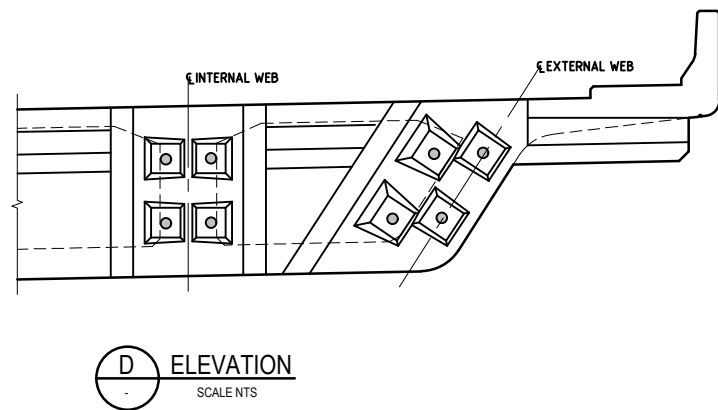 ℄ INTERNAL WEB
℄ EXTERNAL WEB
D
ELEVATION
-
SCALE NTS